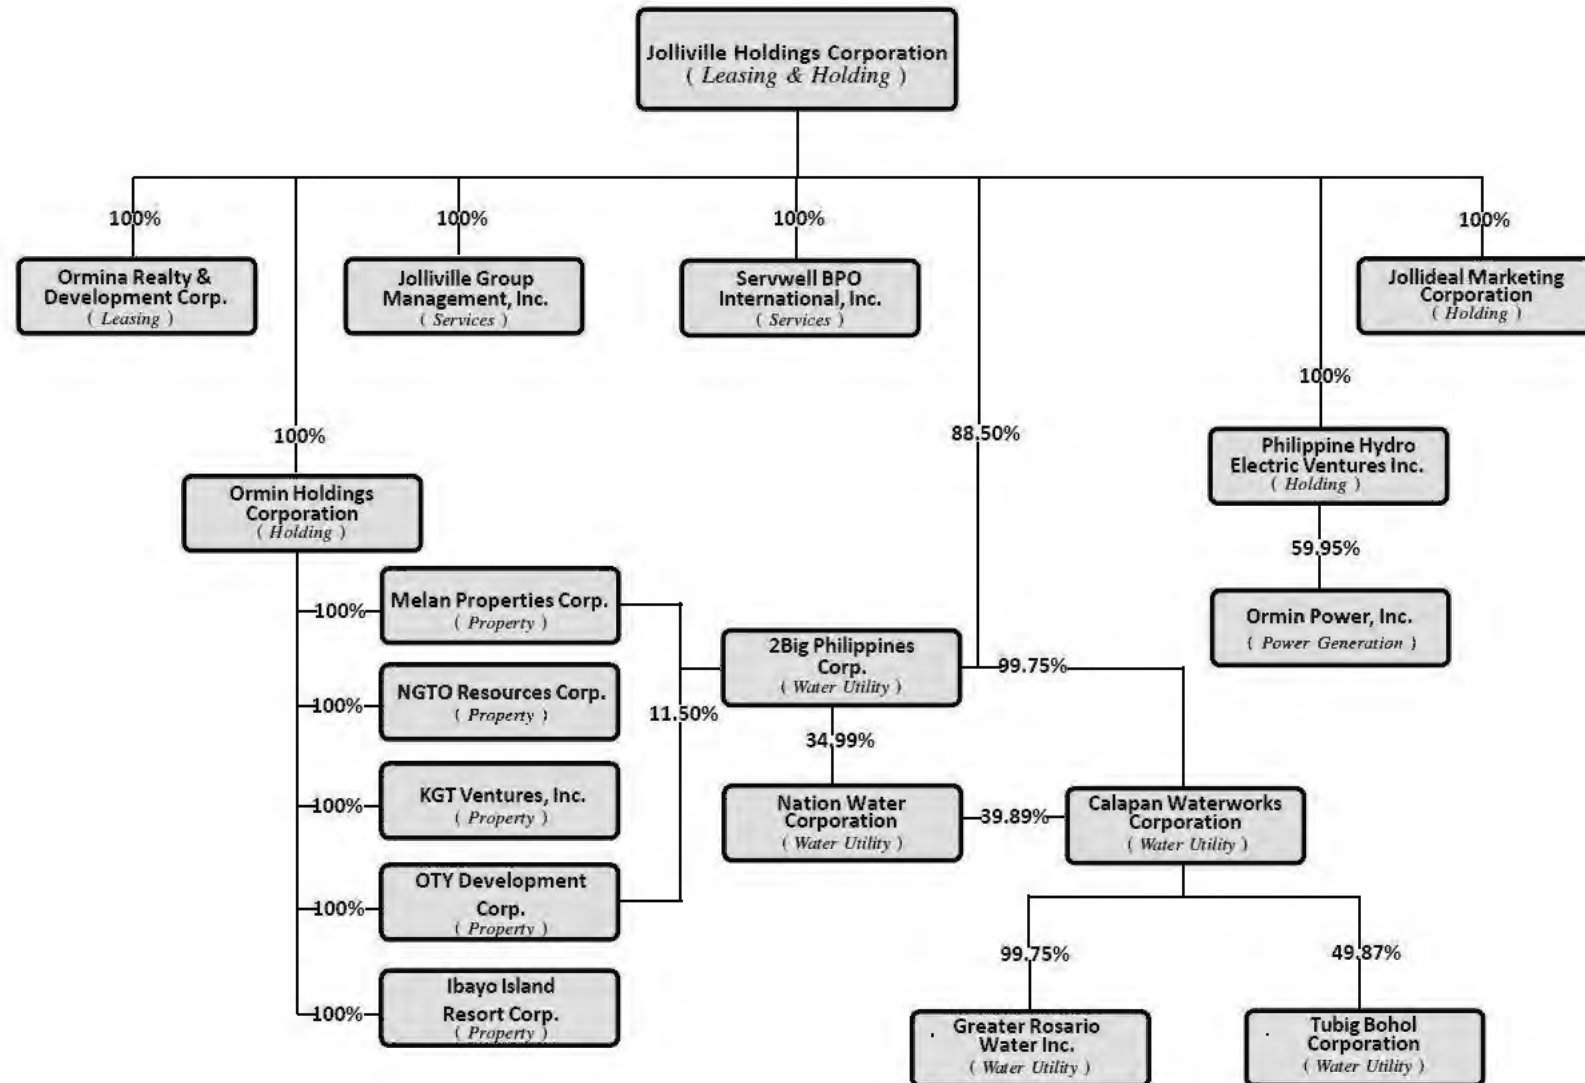 Jolliville Holdings Corporation
( Leasing & Holding )
100%
100%
100%
100%
Ormina Realty &
Development Corp.
( Leasing )
Jolliville Group
Management, Inc.
( Services )
Servwell BPO
International, Inc.
( Services )
Jollideal Marketing
Corporation
( Holding )
100%
100%
88.50%
Ormin Holdings
Corporation
( Holding )
Philippine Hydro
Electric Ventures Inc.
( Holding )
59.95%
Ormin Power, Inc.
( Power Generation )
100%
Melan Properties Corp.
( Property )
100%
NGTO Resources Corp.
( Property )
100%
KGT Ventures, Inc.
( Property )
100%
OTY Development
Corp.
( Property )
100%
Ibayo Island
Resort Corp.
( Property )
11.50%
2Big Philippines
Corp.
( Water Utility )
99.75%
34.99%
Nation Water
Corporation
( Water Utility )
39.89%
Calapan Waterworks
Corporation
( Water Utility )
99.75%
49.87%
Greater Rosario
Water Inc.
( Water Utility )
Tubig Bohol
Corporation
( Water Utility )